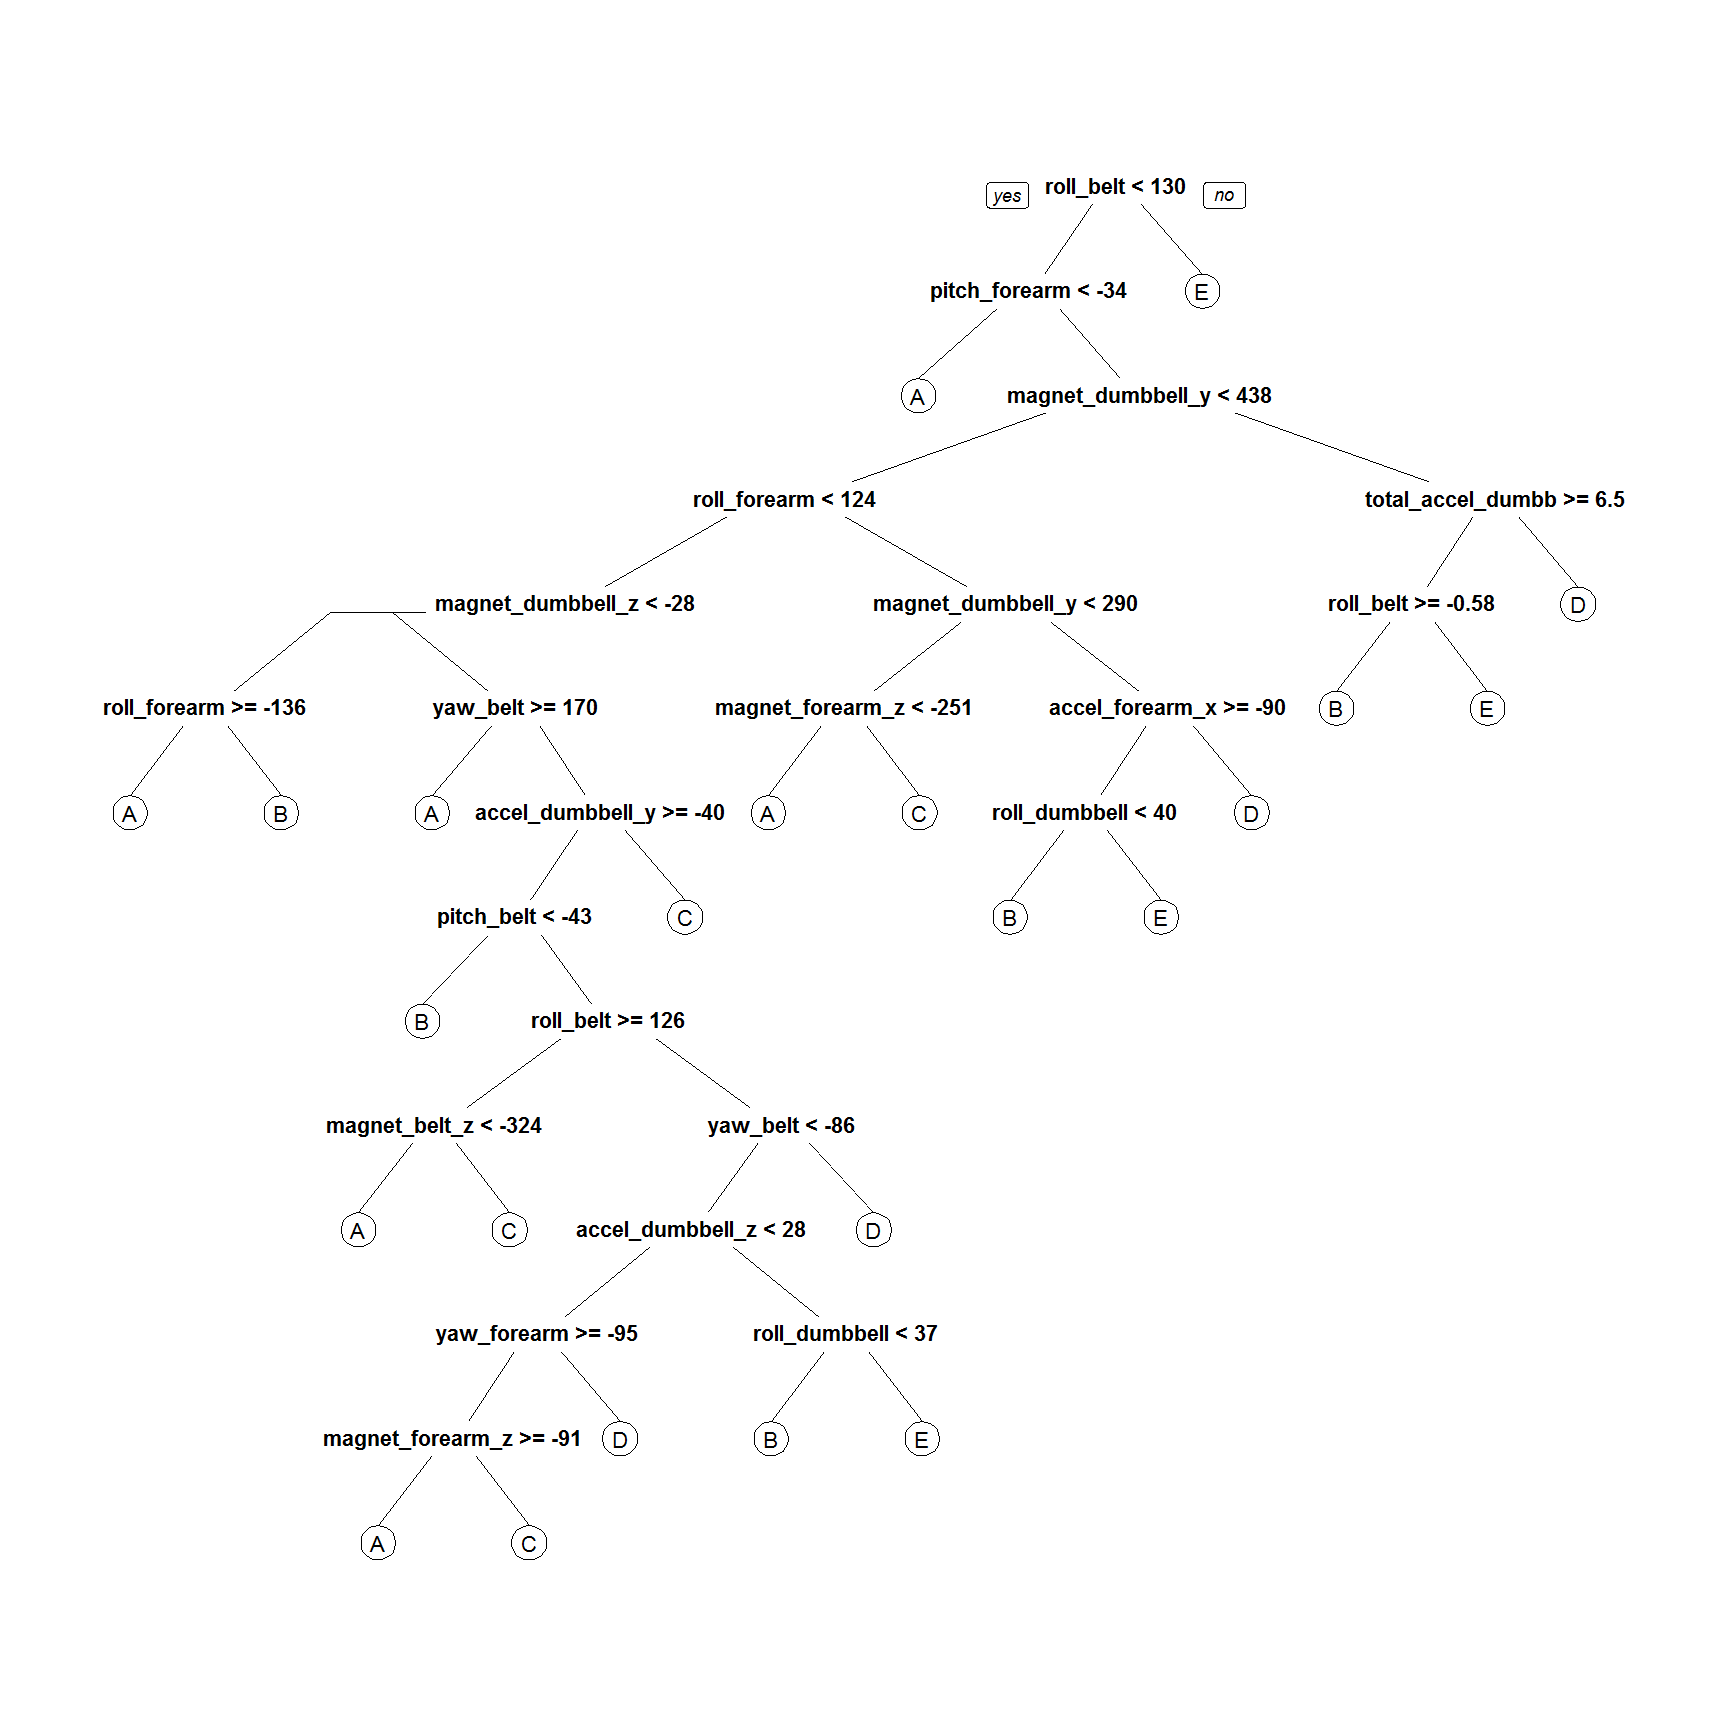 yes roll_belt < 130 no
pitch_forearm < -34 E
A magnet_dumbbell_y < 438
roll_forearm < 124 total_accel_dumbb >= 6.5
magnet_dumbbell_z < -28 magnet_dumbbell_y < 290 roll_belt >= -0.58 D
roll_forearm >= -136 yaw_belt >= 170 magnet_forearm_z < -251 accel_forearm_x >= -90 B E
A B A accel_dumbbell_y >= -40 A C roll_dumbbell < 40 D
pitch_belt < -43 C B E
B roll_belt >= 126
magnet_belt_z < -324 yaw_belt < -86
A C accel_dumbbell_z < 28 D
yaw_forearm >= -95 roll_dumbbell < 37
magnet_forearm_z >= -91 D B E
A C